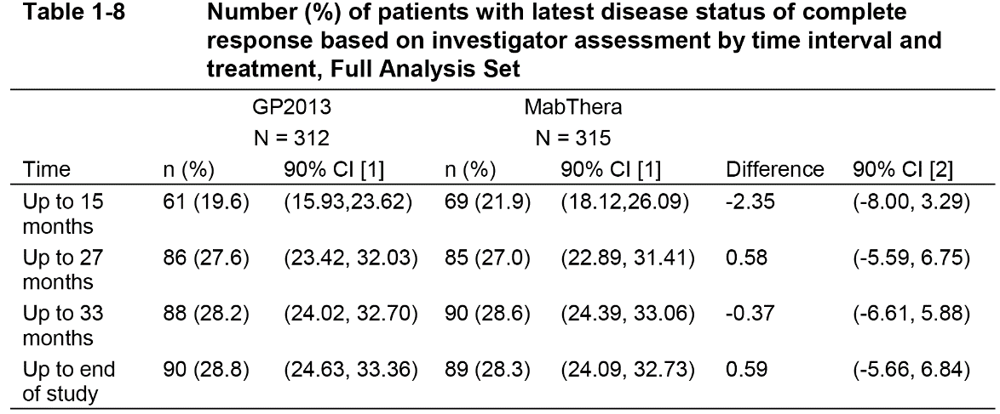 Table 1-8 Number (%) of patients with latest disease status of complete
response based on investigator assessment by time interval and
treatment, Full Analysis Set
GP2013 MabThera
N = 312 N = 315
Time n (%) 90% CI [1] n (%) 90% CI [1] Difference 90% CI [2]
Up to 15 61 (19.6) (15.93,23.62) 69 (21.9) (18.12,26.09) -2.35 (-8.00, 3.29)
months
Up to 27 86 (27.6) (23.42, 32.03) 85 (27.0) (22.89, 31.41) 0.58 (-5.59, 6.75)
months
Up to 33 88 (28.2) (24.02, 32.70) 90 (28.6) (24.39, 33.06) -0.37 (-6.61, 5.88)
months
Up to end 90 (28.8) (24.63, 33.36) 89 (28.3) (24.09, 32.73) 0.59 (-5.66, 6.84)
of study